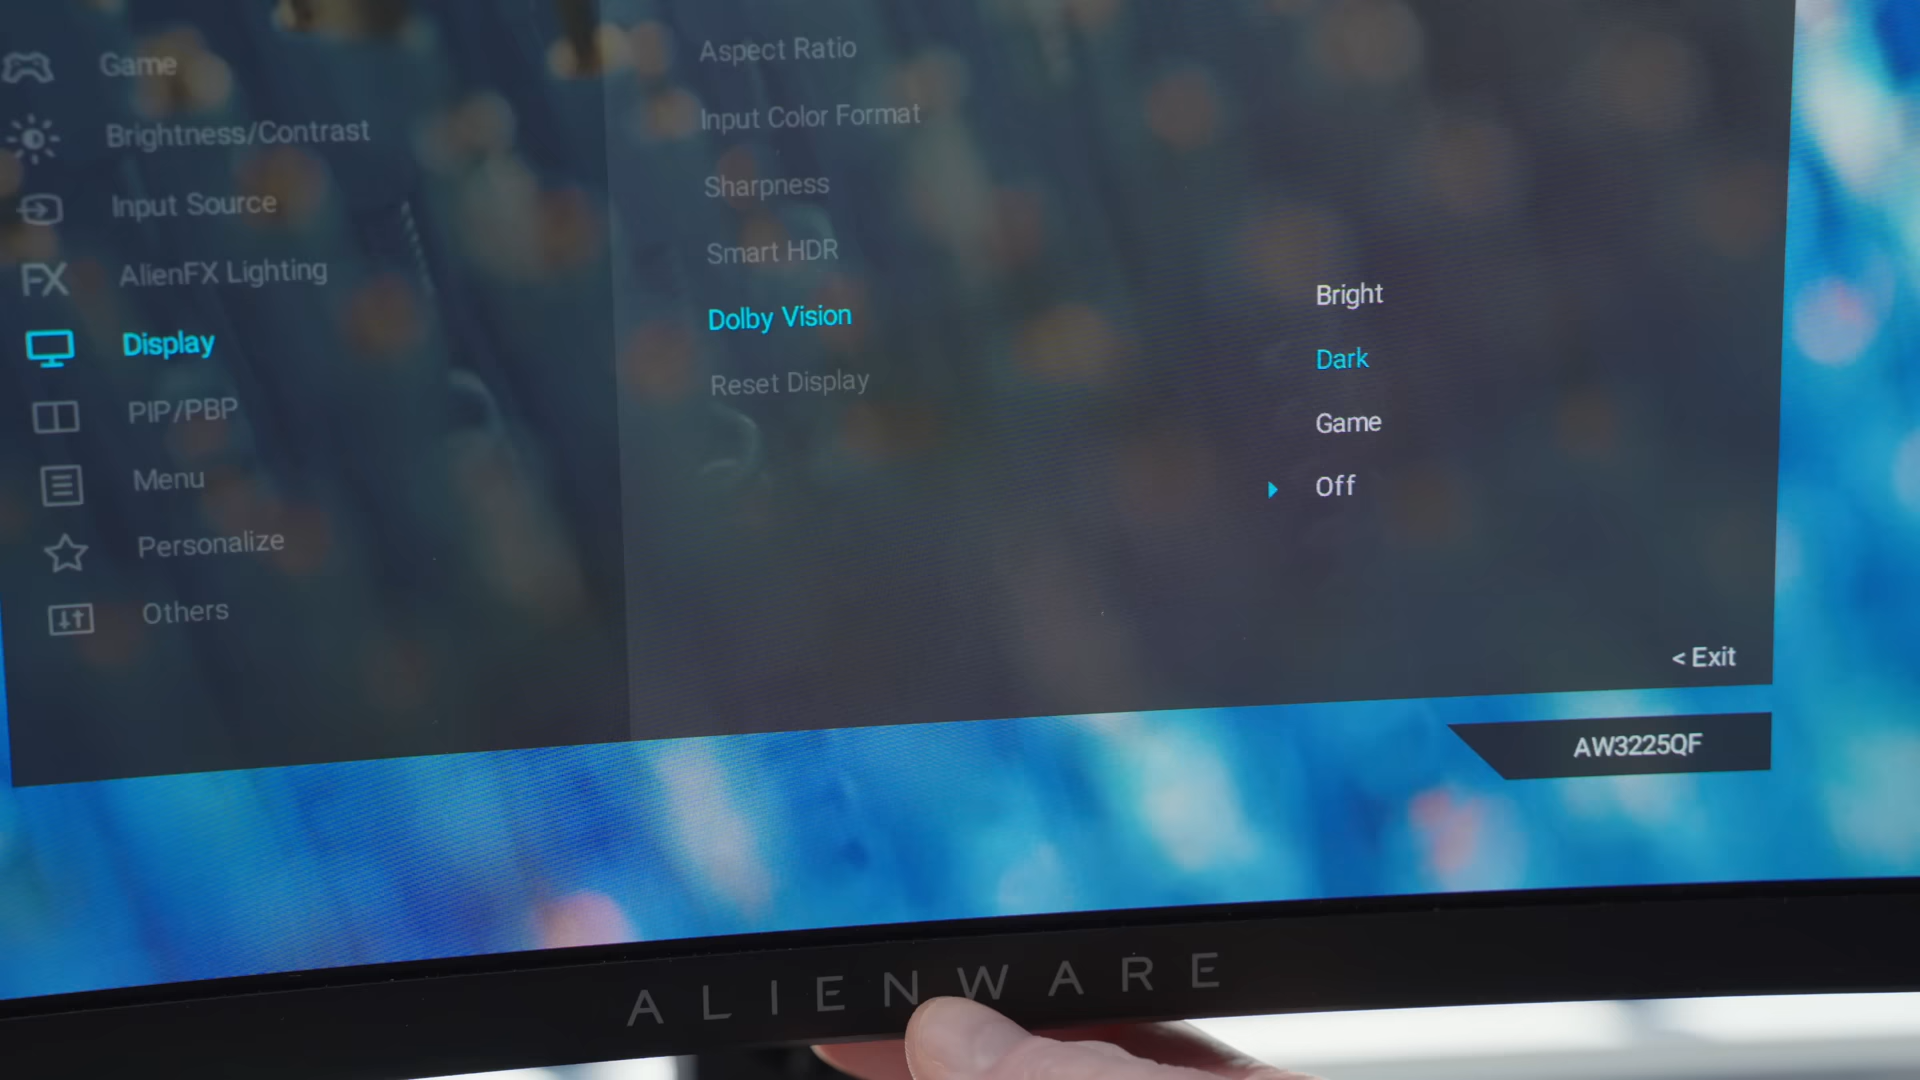 Game
Brightness/Contrast
Input Source
FX AlienFX Lighting
Display
PIP/PBP
Menu
Personalize
Others
Aspect Ratio
Input Color Format
Sharpness
Smart HDR
Dolby Vision
Reset Display
Bright
Dark
Game
Off
< Exit
AW3225QF
ALIENWARE